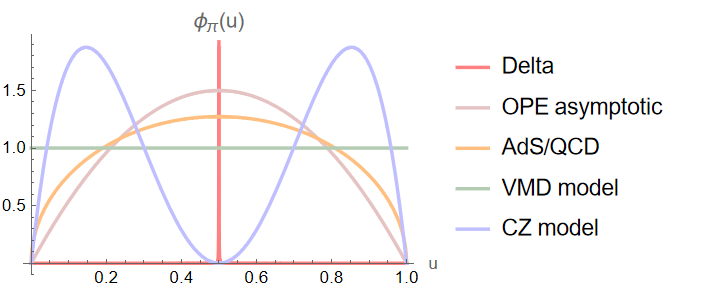 ϕπ(u)
1.5
1.0
0.5
0.2 0.4 0.6 0.8 1.0 u
Delta
OPE asymptotic
AdS/QCD
VMD model
CZ model